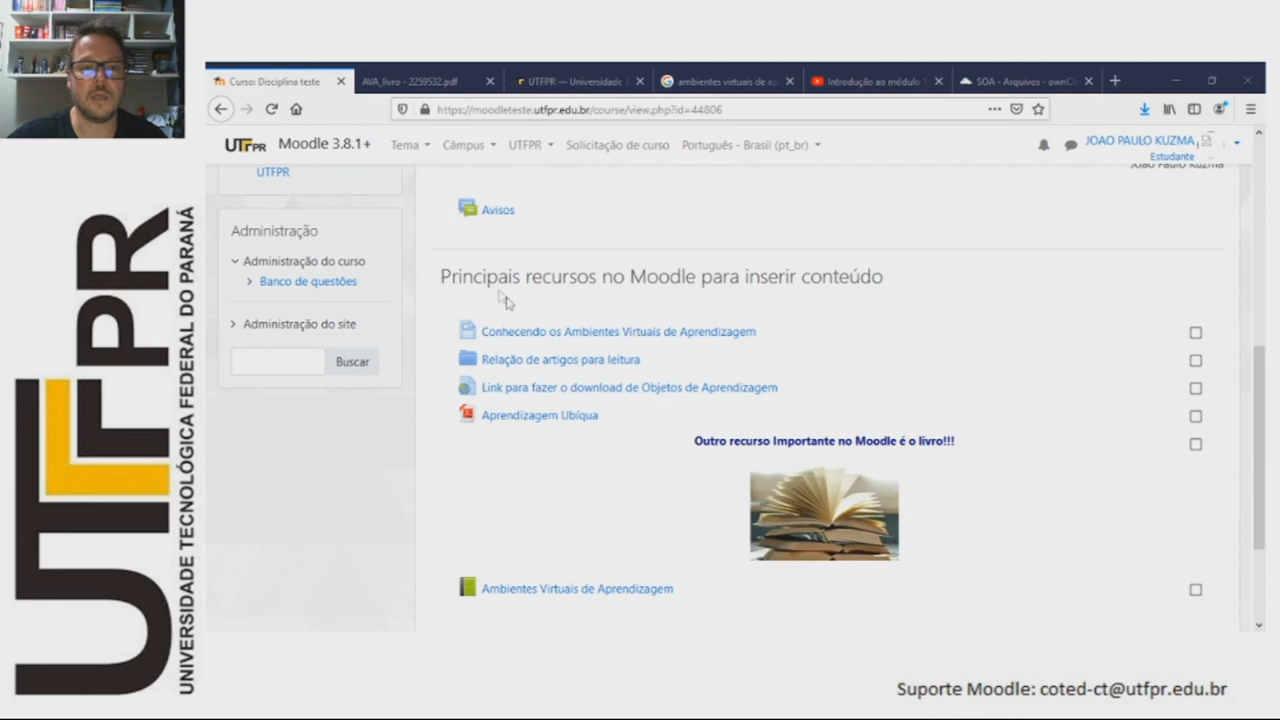 Curso: Disciplina teste
AVA_livro - 2259532.pdf
UTFPR — Universidade T
ambientes virtuais de ap
Introdução ao módulo
SOA - Arquivos - ownCl
https://moodleteste.utfpr.edu.br/course/view.php?id=44806
UTFPR Moodle 3.8.1+
Tema
Câmpus
UTFPR
Solicitação de curso
Português - Brasil (pt_br)
JOAO PAULO KUZMA
Estudante
UTFPR
João Paulo Kuzma
Avisos
Administração
Administração do curso
Banco de questões
Administração do site
Buscar
Principais recursos no Moodle para inserir conteúdo
Conhecendo os Ambientes Virtuais de Aprendizagem
Relação de artigos para leitura
Link para fazer o download de Objetos de Aprendizagem
Aprendizagem Ubíqua
Outro recurso Importante no Moodle é o livro!!!
Ambientes Virtuais de Aprendizagem
UTFPR
UNIVERSIDADE TECNOLÓGICA FEDERAL DO PARANÁ
Suporte Moodle: coted-ct@utfpr.edu.br